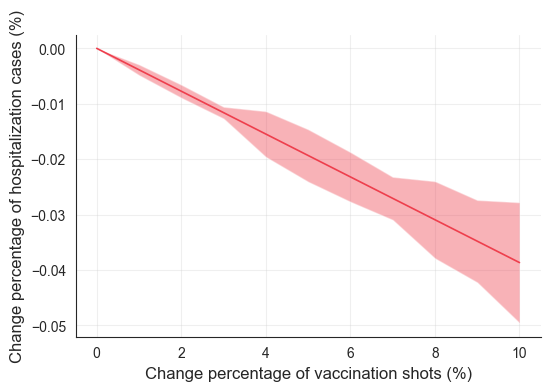 Change percentage of hospitalization cases (%)
0.00
−0.01
−0.02
−0.03
−0.04
−0.05
0 2 4 6 8 10
Change percentage of vaccination shots (%)